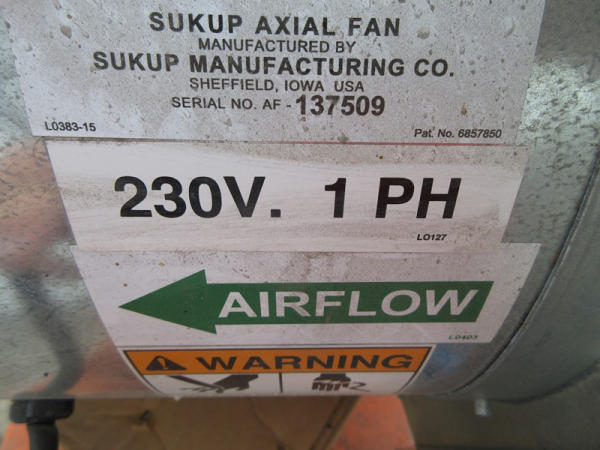 SUKUP AXIAL FAN
MANUFACTURED BY
SUKUP MANUFACTURING CO.
SHEFFIELD, IOWA USA
SERIAL NO. AF - 137509
L0383-15 Pat. No. 6857850
230V. 1 PH
LO127
AIRFLOW
L0403
WARNING